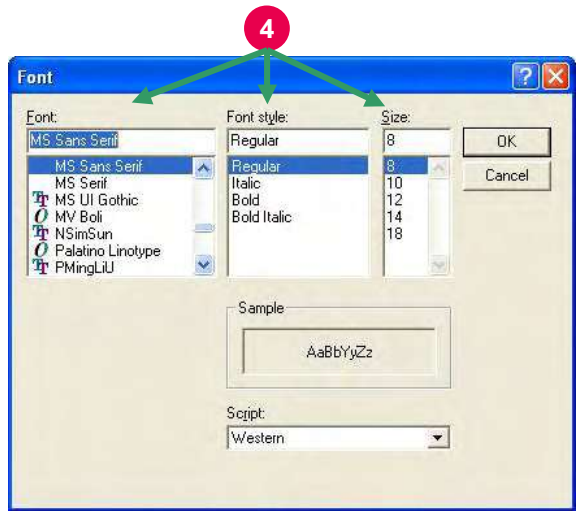 4
Font
Font: Font style: Size:
MS Sans Serif Regular 8 OK
MS Sans Serif Regular 8 Cancel
MS Serif Italic 10
MS UI Gothic Bold 12
MV Boli Bold Italic 14
NSimSun 18
Palatino Linotype
PMingLiU
Sample
AaBbYyZz
Script:
Western